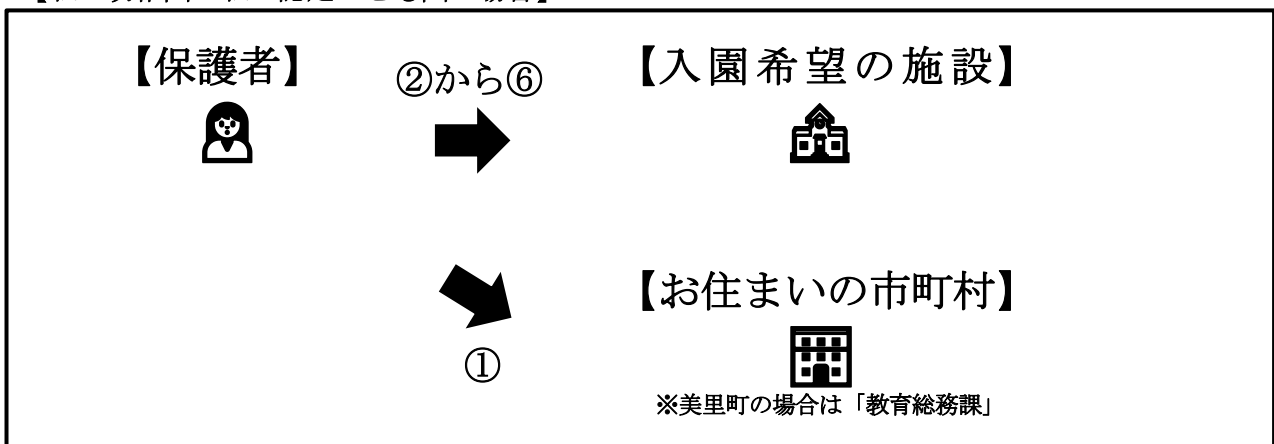 【保護者】
②から⑥
【入園希望の施設】
【お住まいの市町村】
①
※美里町の場合は「教育総務課」